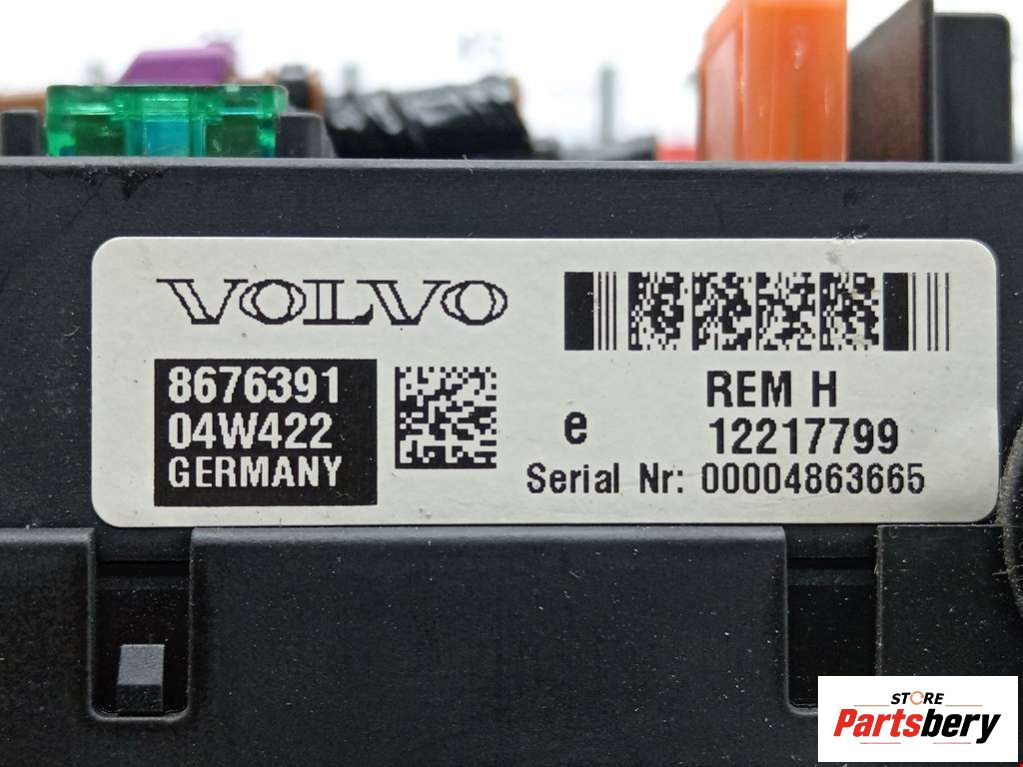 VOLVO
8676391
04W422
GERMANY
REM H
e
12217799
Serial Nr: 00004863665
STORE
Partsbery